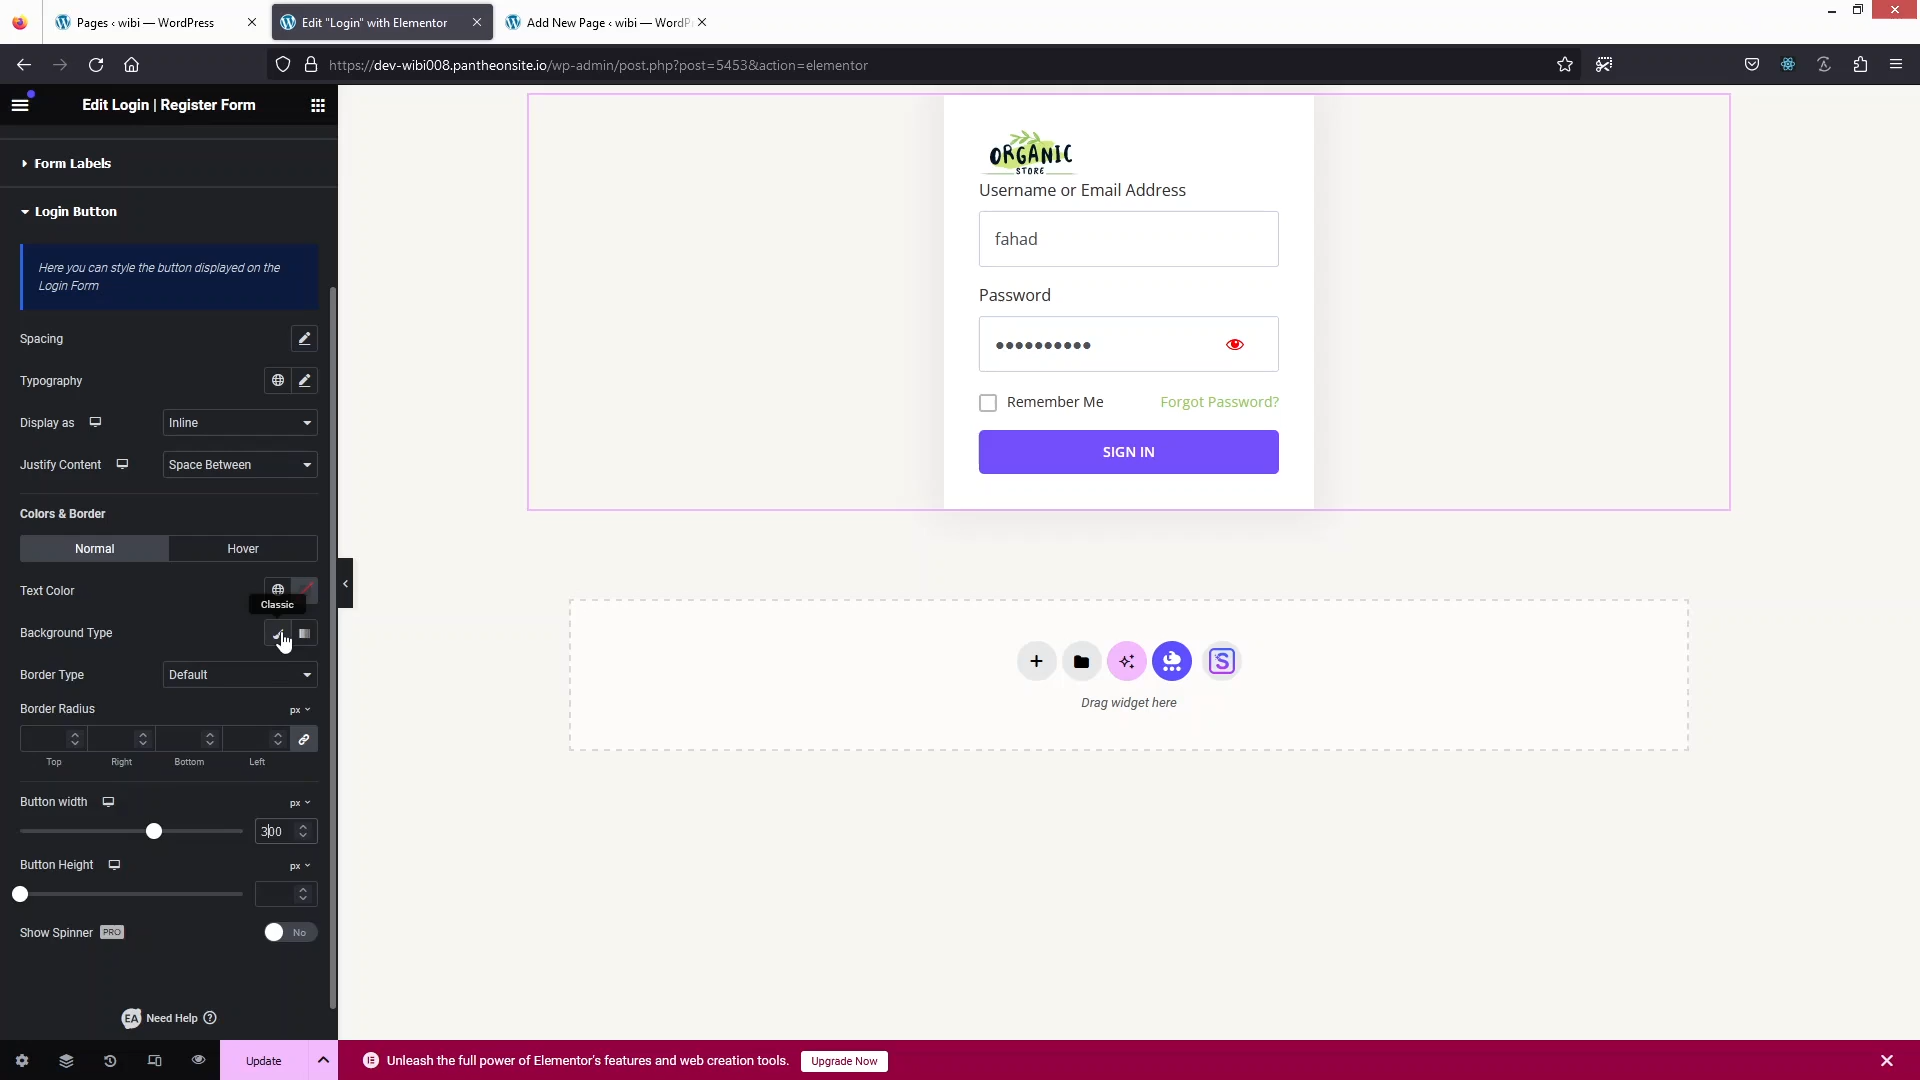 Pages ‹ wibi — WordPress
Edit "Login" with Elementor
Add New Page ‹ wibi — WordP
https://dev-wibi008.pantheonsite.io/wp-admin/post.php?post=5453&action=elementor
Edit Login | Register Form
Form Labels
Login Button
Here you can style the button displayed on the
Login Form
Spacing
Typography
Display as
Inline
Justify Content
Space Between
Colors & Border
Normal
Hover
Text Color
Classic
Background Type
Border Type
Default
Border Radius
px
Top
Right
Bottom
Left
Button width
px
300
Button Height
px
Show Spinner
PRO
No
EA
Need Help
Update
ORGANIC
STORE
Username or Email Address
fahad
Password
Remember Me
Forgot Password?
SIGN IN
S
Drag widget here
Unleash the full power of Elementor's features and web creation tools.
Upgrade Now